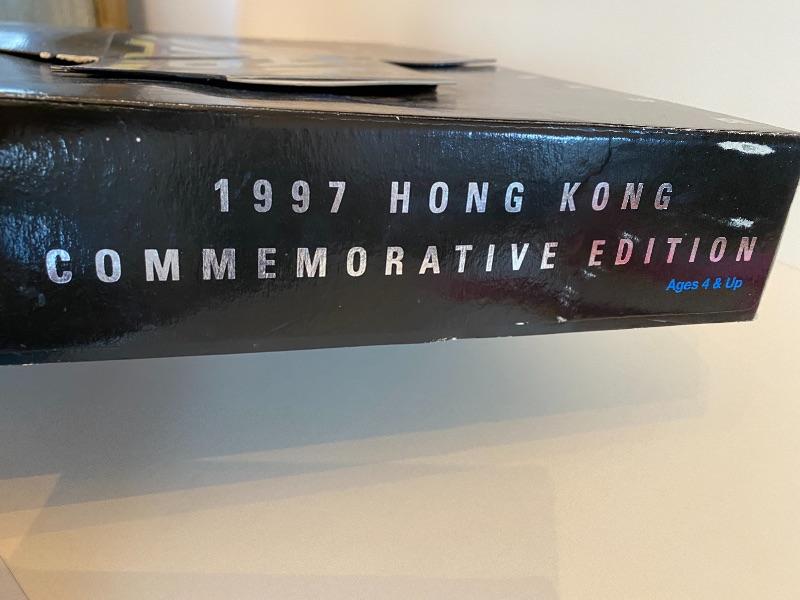 1997 HONG KONG
COMMEMORATIVE EDITION
Ages 4 & Up